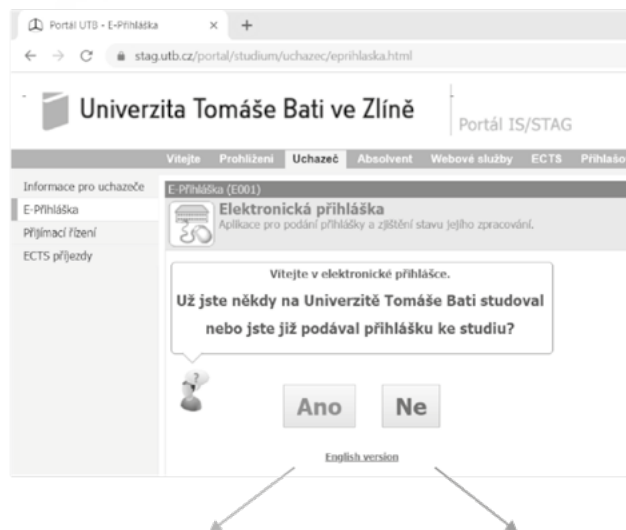 Portál UTB - E-Přihláška
stag.utb.cz/portal/studium/uchazec/eprihlaska.html
Univerzita Tomáše Bati ve Zlíně
Portál IS/STAG
Vítejte Prohlížení Uchazeč Absolvent Webové služby ECTS Přihlášo
Informace pro uchazeče
E-Přihláška
Přijímací řízení
ECTS příjezdy
E-Přihláška (E001)
Elektronická přihláška
Aplikace pro podání přihlášky a zjištění stavu jejího zpracování.
Vítejte v elektronické přihlášce.
Už jste někdy na Univerzitě Tomáše Bati studoval
nebo jste již podával přihlášku ke studiu?
Ano Ne
English version